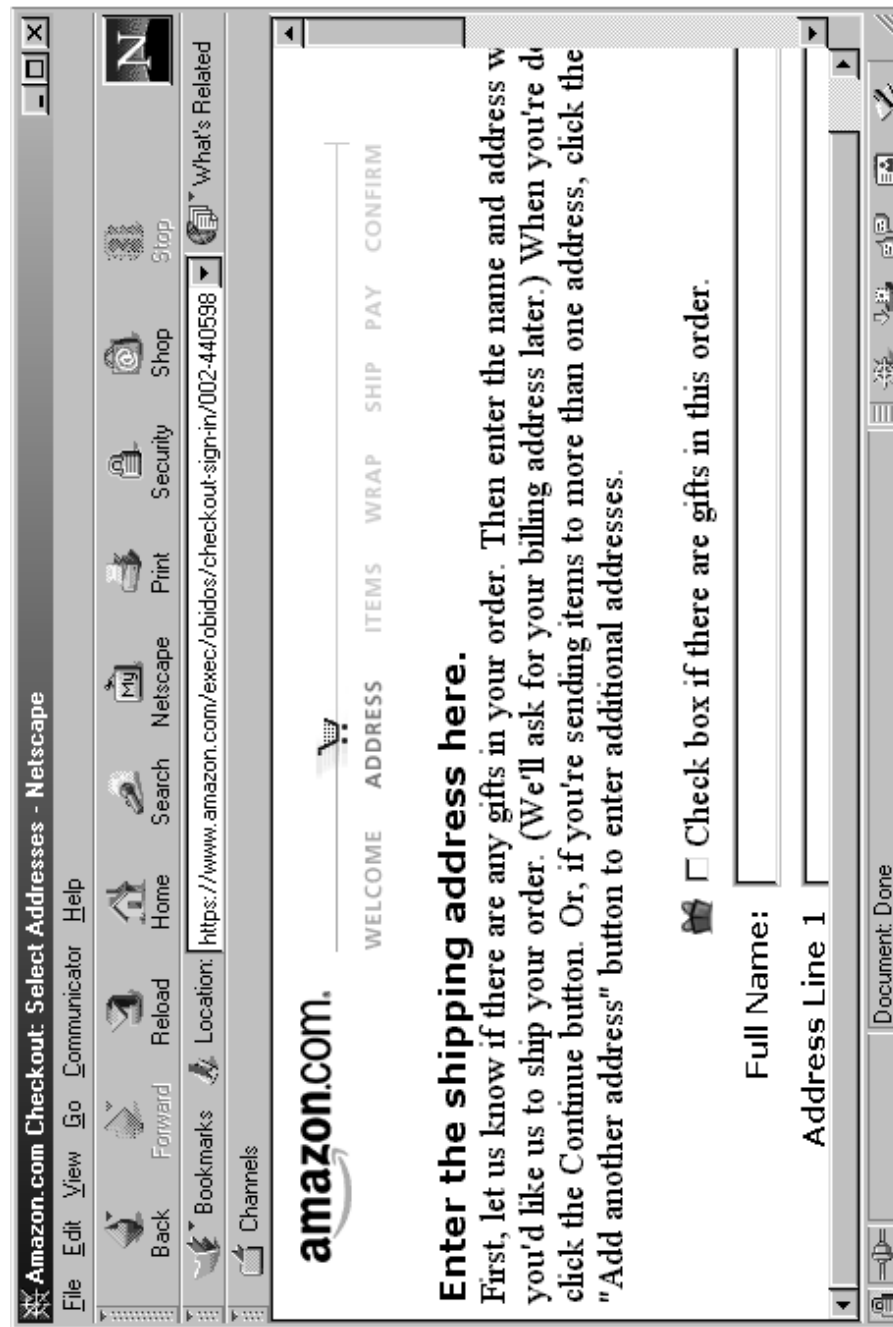 Amazon.com Checkout: Select Addresses - Netscape
File Edit View Go Communicator Help
Back Forward Reload Home Search My Netscape Print Security Shop Stop N
Bookmarks Location: https://www.amazon.com/exec/obidos/checkout-sign-in/002-440598 What's Related
Channels
amazon.com.
WELCOME ADDRESS ITEMS WRAP SHIP PAY CONFIRM
Enter the shipping address here.
First, let us know if there are any gifts in your order. Then enter the name and address w
you'd like us to ship your order. (We'll ask for your billing address later.) When you're d
click the Continue button. Or, if you're sending items to more than one address, click the
"Add another address" button to enter additional addresses.
Check box if there are gifts in this order.
Full Name:
Address Line 1
Document: Done